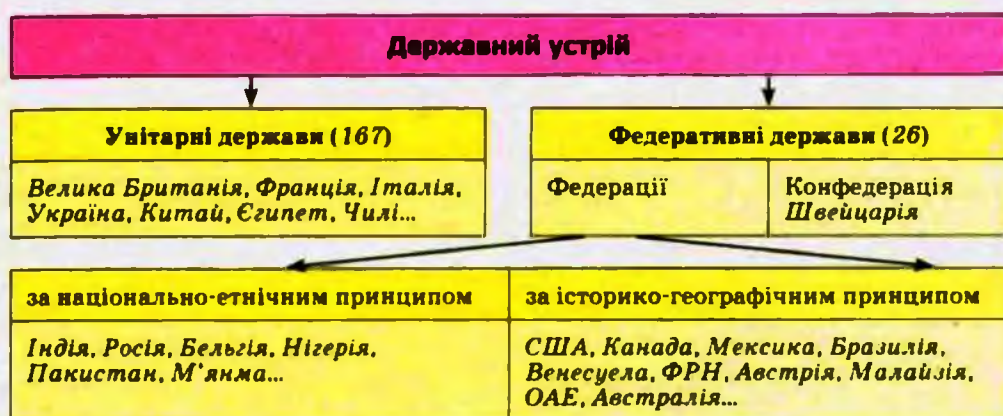 Державний устрій
Унітарні держави (167)
Велика Британія, Франція, Італія,
Україна, Китай, Єгипет, Чилі...
Федеративні держави (26)
Федерації
Конфедерація
Швейцарія
за національно-етнічним принципом
Індія, Росія, Бельгія, Нігерія,
Пакистан, М'янма...
за історико-географічним принципом
США, Канада, Мексика, Бразилія,
Венесуела, ФРН, Австрія, Малайзія,
ОАЕ, Австралія...